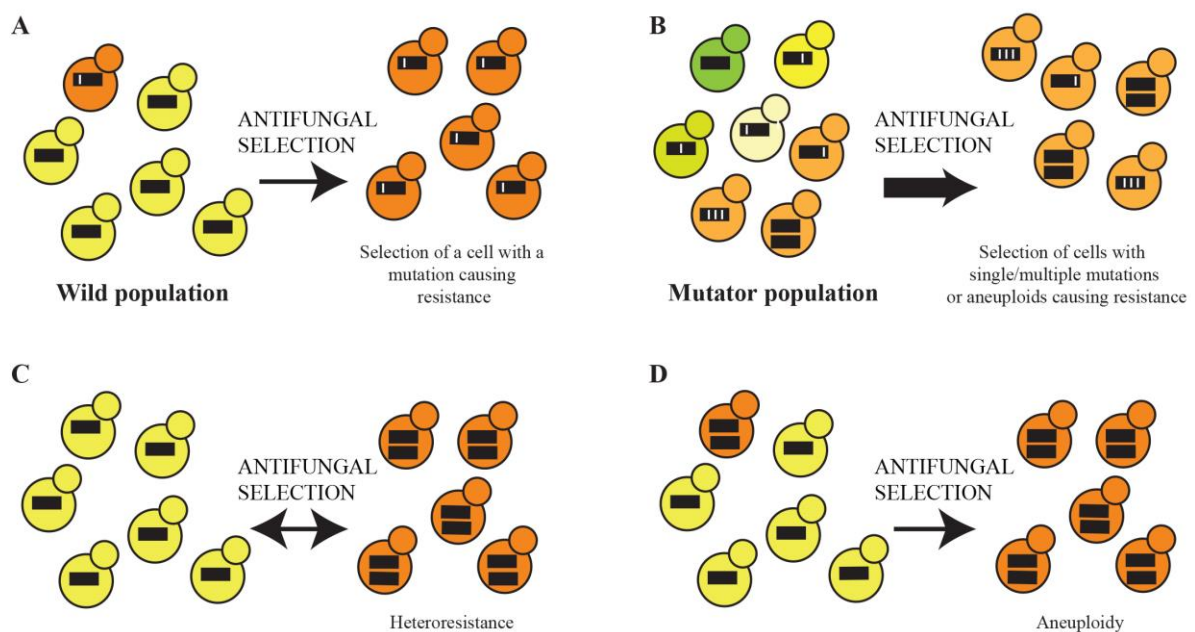 A
ANTIFUNGAL
SELECTION
Wild population
Selection of a cell with a
mutation causing
resistance
B
ANTIFUNGAL
SELECTION
Mutator population
Selection of cells with
single/multiple mutations
or aneuploids causing resistance
C
ANTIFUNGAL
SELECTION
Heteroresistance
D
ANTIFUNGAL
SELECTION
Aneuploidy